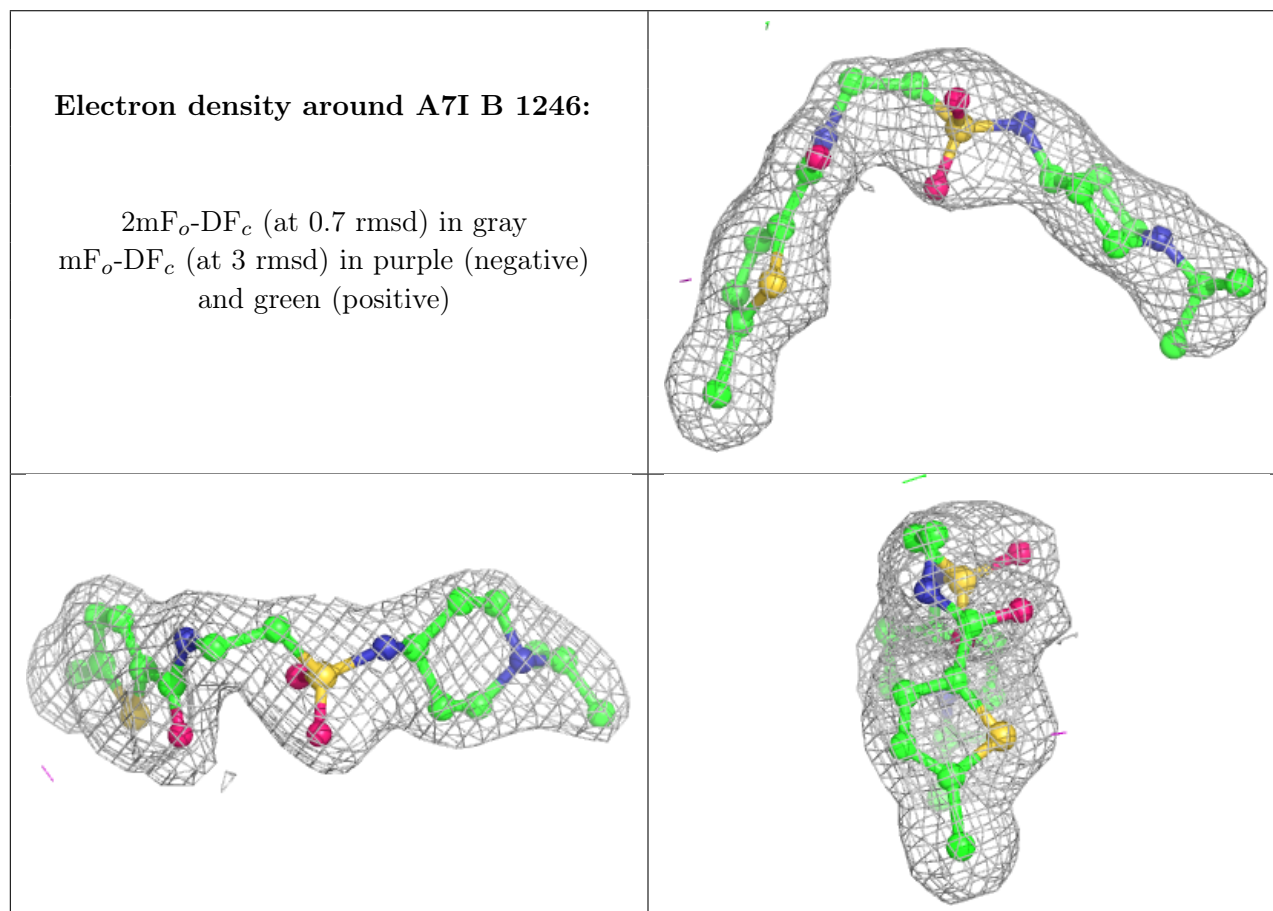 Electron density around A7I B 1246:
2mFo-DFc (at 0.7 rmsd) in gray
mFo-DFc (at 3 rmsd) in purple (negative)
and green (positive)